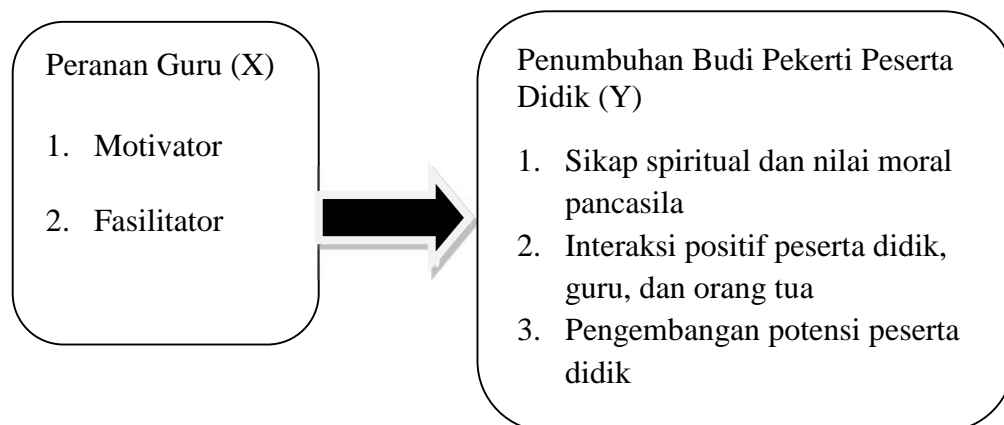 Peranan Guru (X)
1. Motivator
2. Fasilitator
Penumbuhan Budi Pekerti Peserta
Didik (Y)
1. Sikap spiritual dan nilai moral
pancasila
2. Interaksi positif peserta didik,
guru, dan orang tua
3. Pengembangan potensi peserta
didik